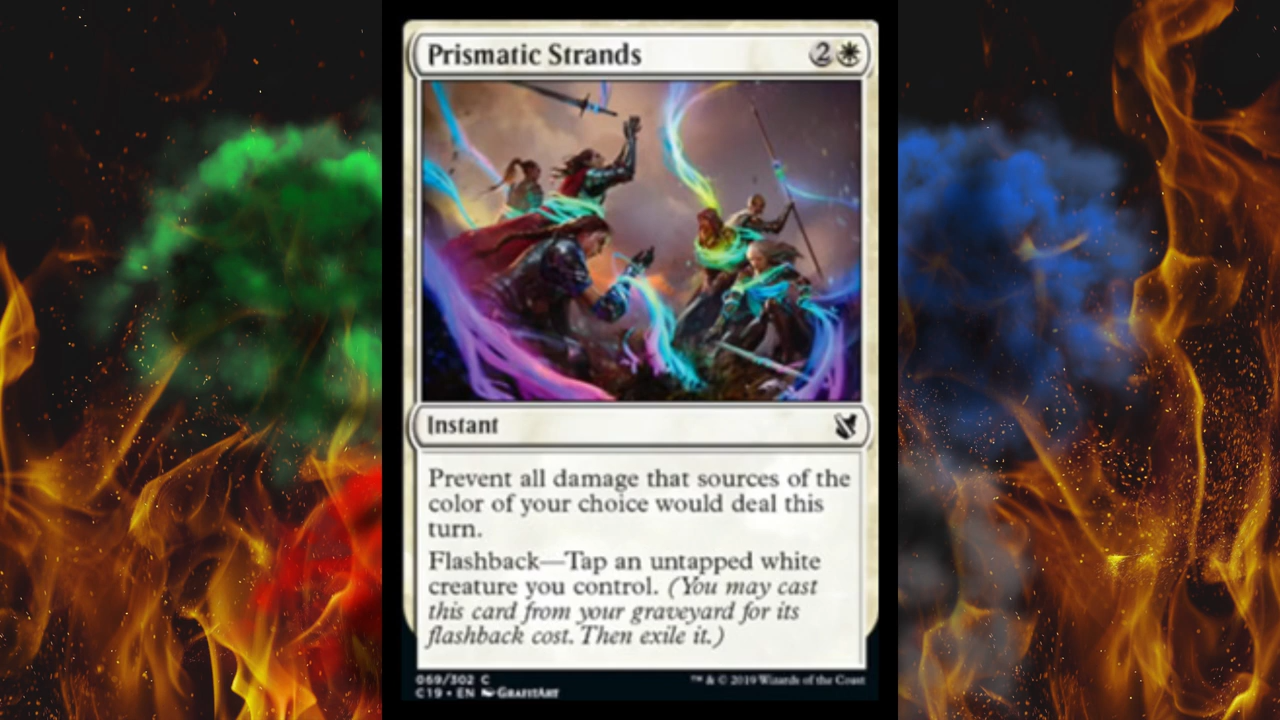 Prismatic Strands 2
Instant
Prevent all damage that sources of the
color of your choice would deal this
turn.
Flashback—Tap an untapped white
creature you control. (You may cast
this card from your graveyard for its
flashback cost. Then exile it.)
069/302 C
C19 • EN GrafitArt
™ & © 2019 Wizards of the Coast